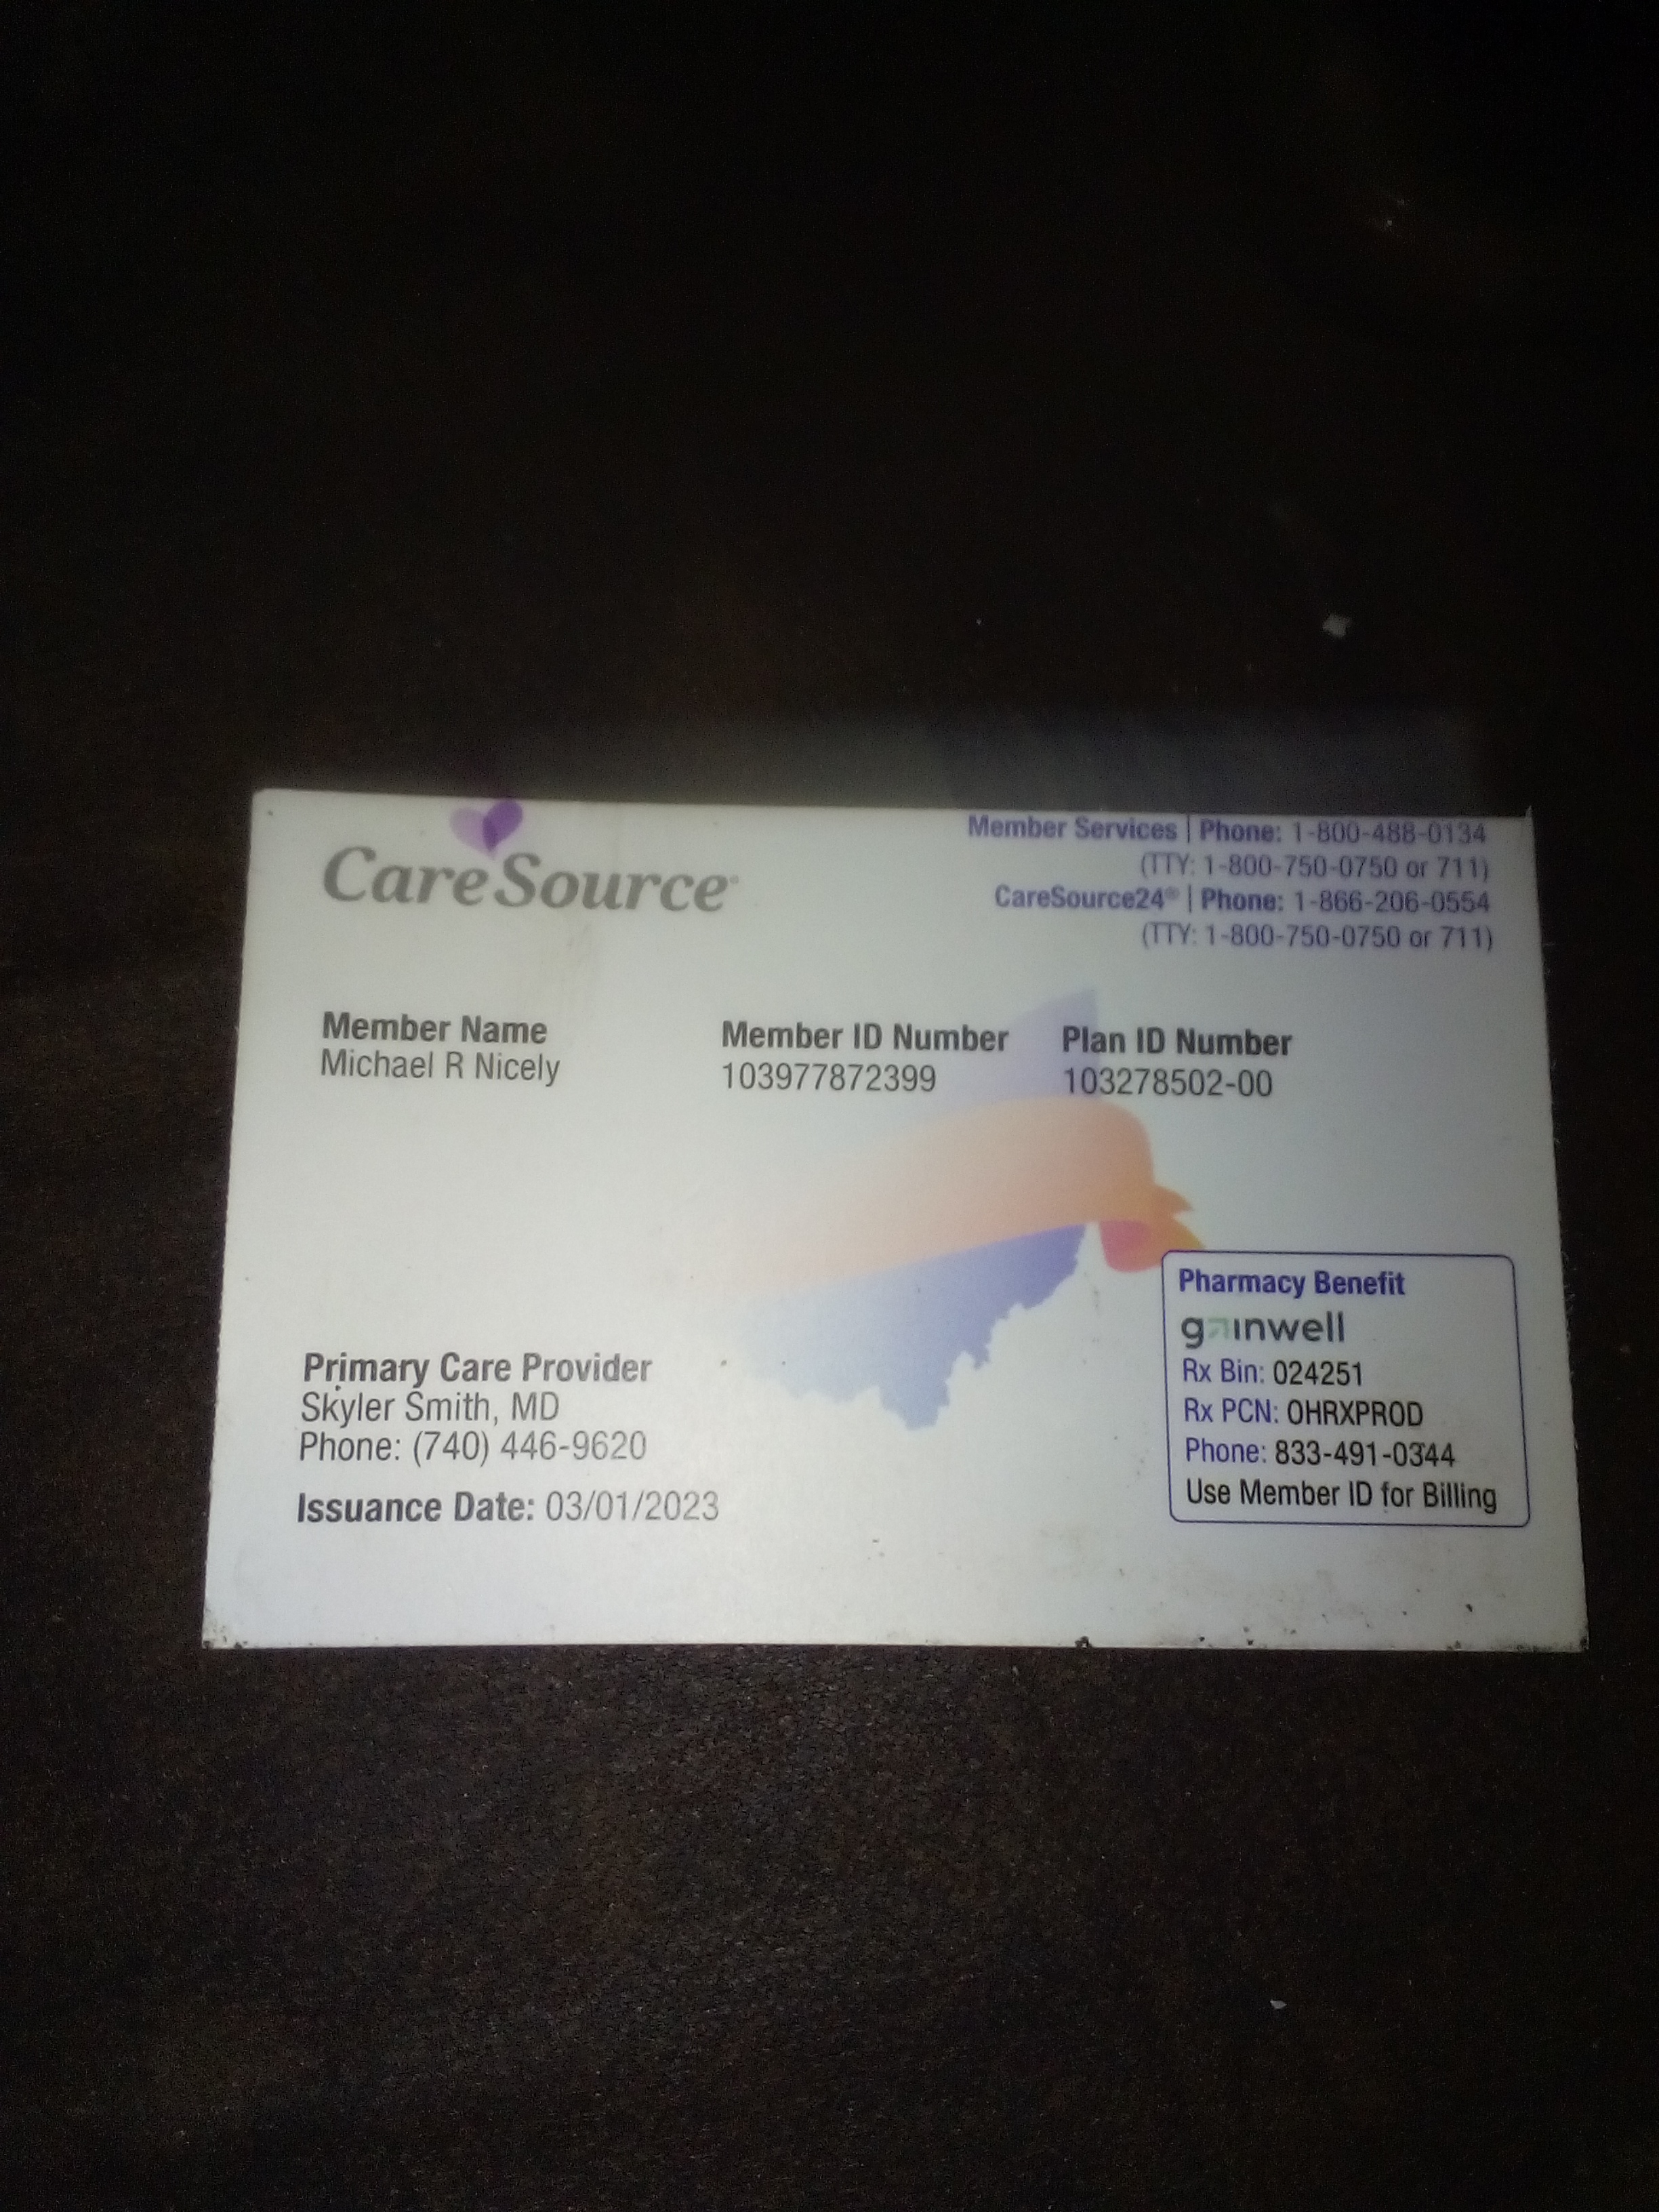 CareSource®
Member Services | Phone: 1-800-488-0134
(TTY: 1-800-750-0750 or 711)
CareSource24® | Phone: 1-866-206-0554
(TTY: 1-800-750-0750 or 711)
Member Name
Michael R Nicely
Member ID Number
103977872399
Plan ID Number
103278502-00
Primary Care Provider
Skyler Smith, MD
Phone: (740) 446-9620
Issuance Date: 03/01/2023
Pharmacy Benefit
gainwell
Rx Bin: 024251
Rx PCN: OHRXPROD
Phone: 833-491-0344
Use Member ID for Billing